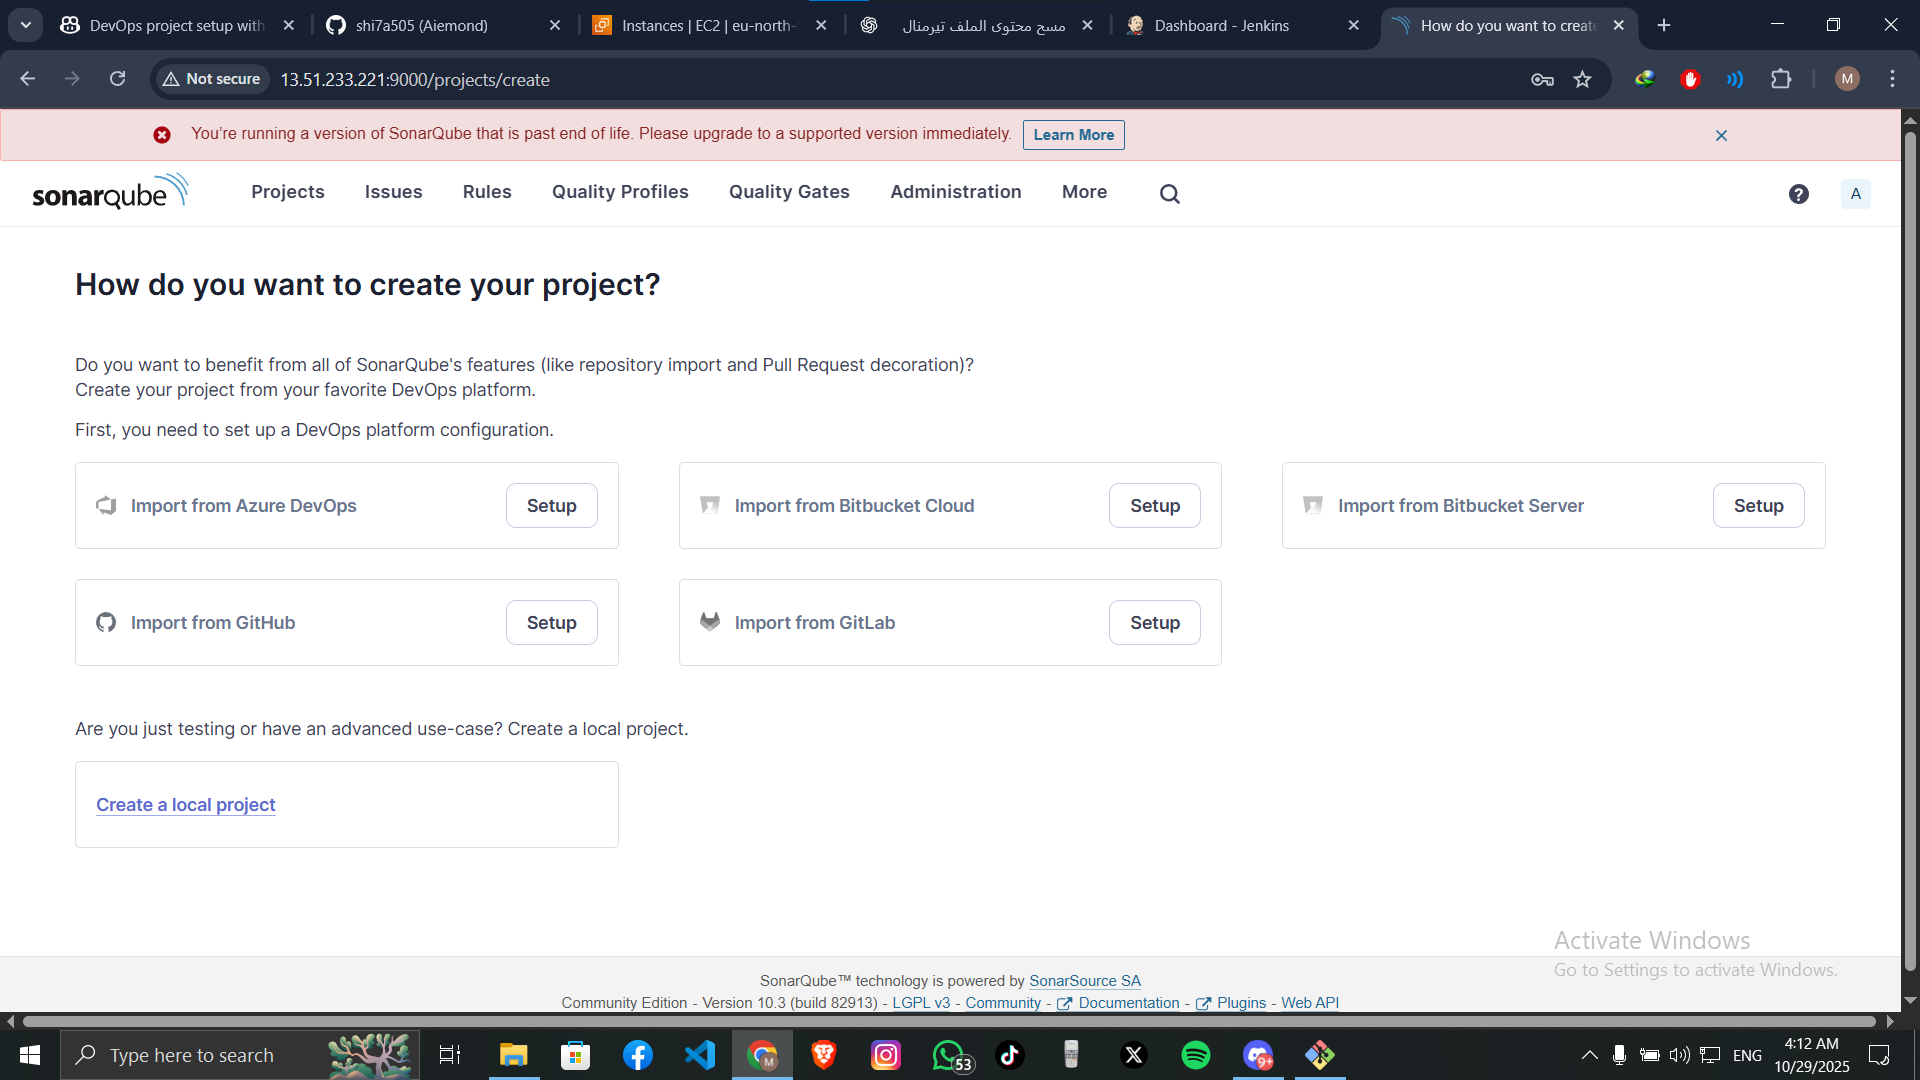 DevOps project setup with
shi7a505 (Aiemond)
Instances | EC2 | eu-north-
مسح محتوى الملف تيرمنال
Dashboard - Jenkins
How do you want to create
Not secure
13.51.233.221:9000/projects/create
M
You're running a version of SonarQube that is past end of life. Please upgrade to a supported version immediately.
Learn More
sonarqube
Projects
Issues
Rules
Quality Profiles
Quality Gates
Administration
More
A
How do you want to create your project?
Do you want to benefit from all of SonarQube's features (like repository import and Pull Request decoration)?
Create your project from your favorite DevOps platform.
First, you need to set up a DevOps platform configuration.
Import from Azure DevOps
Setup
Import from Bitbucket Cloud
Setup
Import from Bitbucket Server
Setup
Import from GitHub
Setup
Import from GitLab
Setup
Are you just testing or have an advanced use-case? Create a local project.
Create a local project
Activate Windows
Go to Settings to activate Windows.
SonarQube™ technology is powered by SonarSource SA
Community Edition - Version 10.3 (build 82913) - LGPL v3 - Community - Documentation - Plugins - Web API
Type here to search
M
53
9+
ENG
4:12 AM
10/29/2025